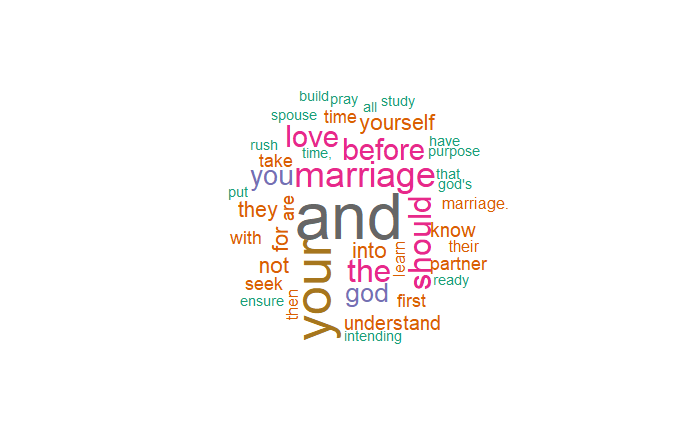 build
pray
all
study
spouse
time
yourself
love
before
have
rush
time,
purpose
take
you
marriage
that
god's
put
they
are
and
should
marriage.
with
for
your
into
learn
know
their
not
the
partner
seek
god
ready
ensure
then
first
understand
intending